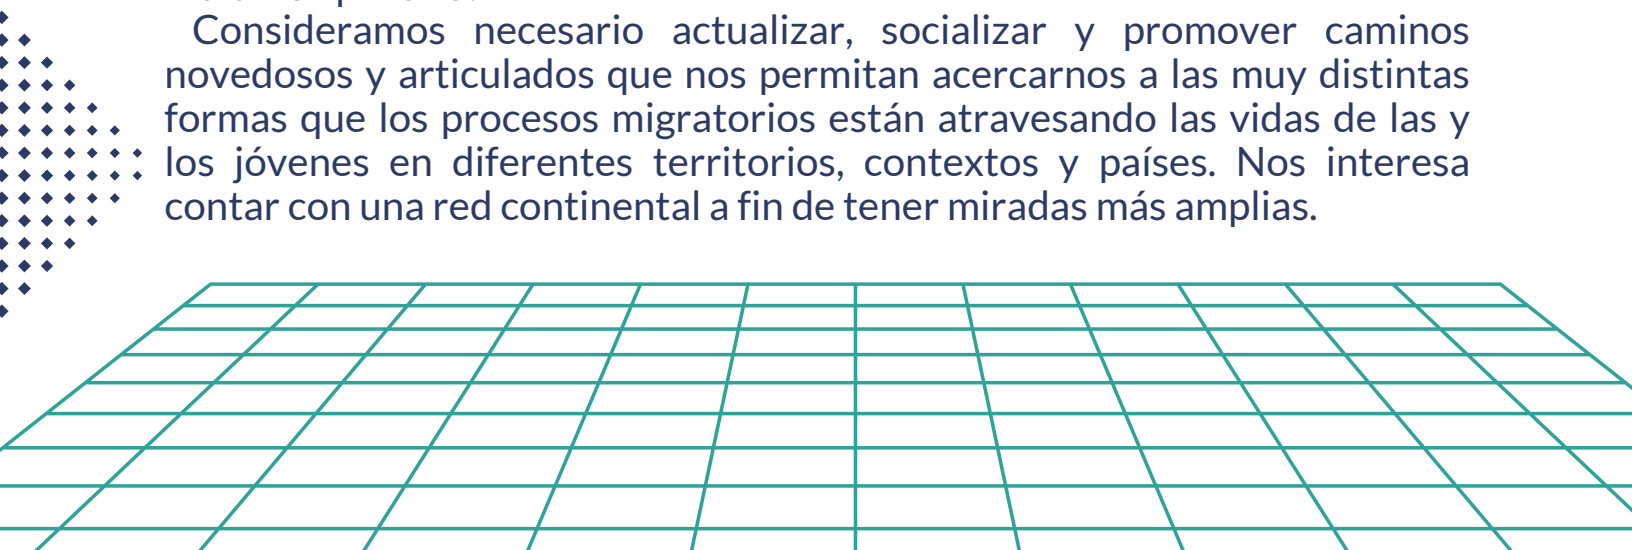 Consideramos necesario actualizar, socializar y promover caminos
novedosos y articulados que nos permitan acercarnos a las muy distintas
formas que los procesos migratorios están atravesando las vidas de las y
los jóvenes en diferentes territorios, contextos y países. Nos interesa
contar con una red continental a fin de tener miradas más amplias.